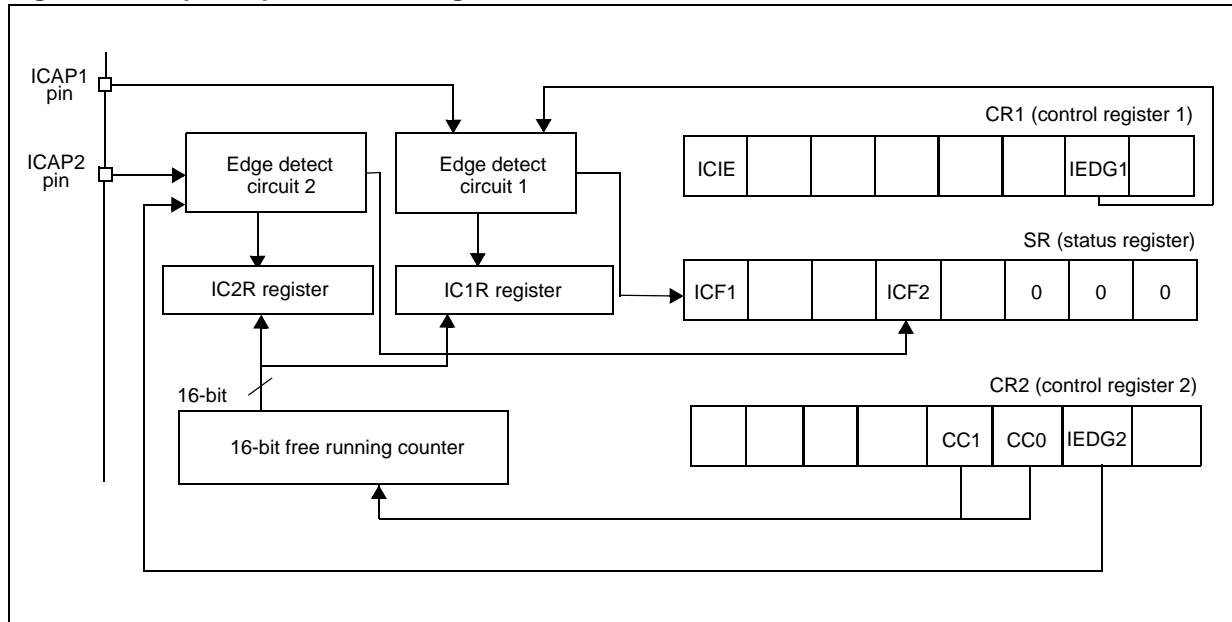 ICAP1
pin
ICAP2
pin
Edge detect
circuit 2
Edge detect
circuit 1
CR1 (control register 1)
ICIE
IEDG1
SR (status register)
IC2R register
IC1R register
ICF1
ICF2
0
0
0
16-bit
16-bit free running counter
CR2 (control register 2)
CC1
CC0
IEDG2